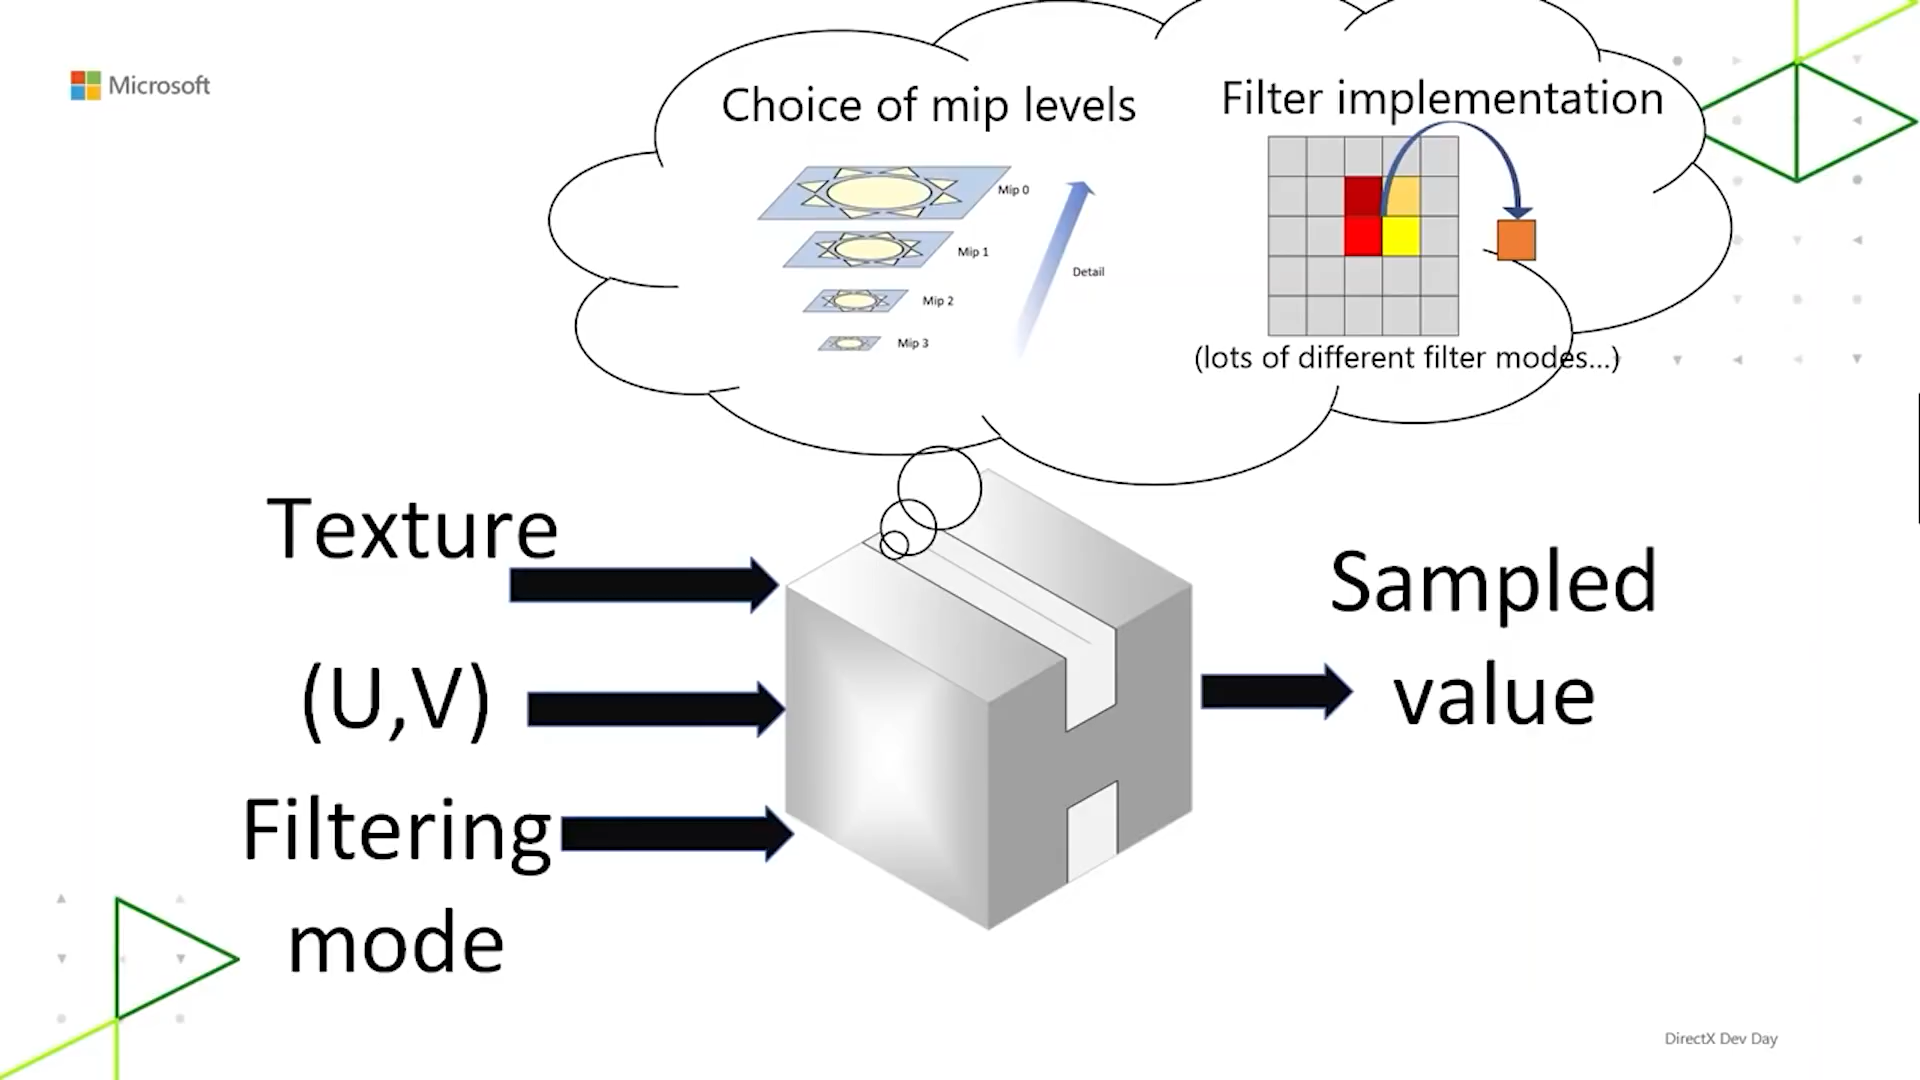 Microsoft
Choice of mip levels
Mip 0
Mip 1
Mip 2
Mip 3
Detail
Filter implementation
(lots of different filter modes...)
Texture
(U,V)
Filtering
mode
Sampled
value
DirectX Dev Day